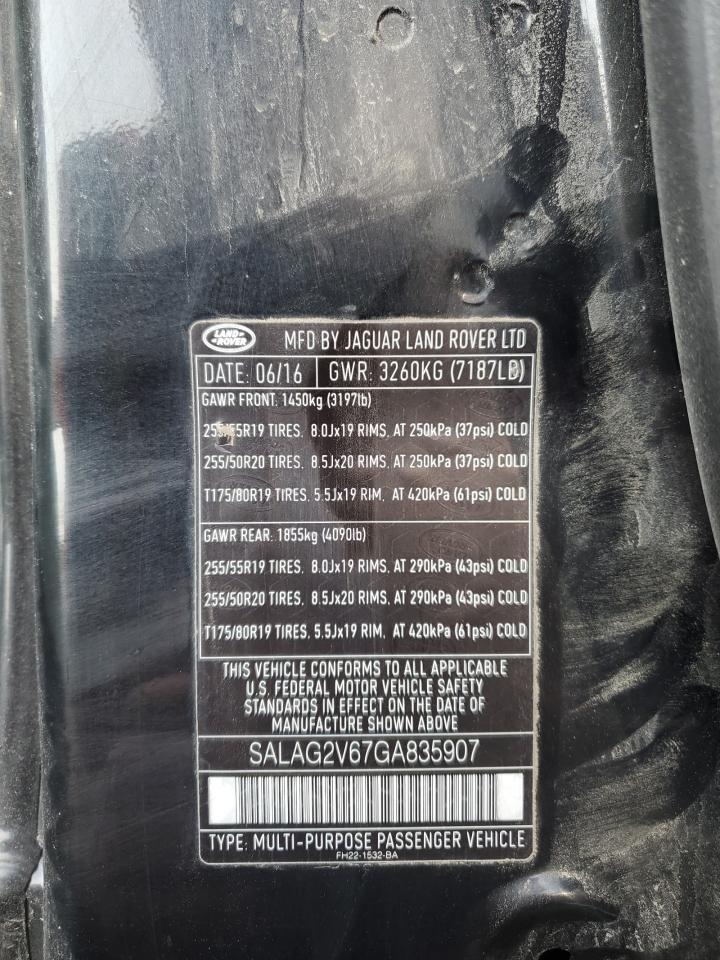 LAND-
-ROVER
MFD BY JAGUAR LAND ROVER LTD
DATE: 06/16 GWR: 3260KG (7187LB)
GAWR FRONT: 1450kg (3197lb)
255/55R19 TIRES, 8.0Jx19 RIMS, AT 250kPa (37psi) COLD
255/50R20 TIRES, 8.5Jx20 RIMS, AT 250kPa (37psi) COLD
T175/80R19 TIRES, 5.5Jx19 RIM, AT 420kPa (61psi) COLD
GAWR REAR: 1855kg (4090lb)
255/55R19 TIRES, 8.0Jx19 RIMS, AT 290kPa (43psi) COLD
255/50R20 TIRES, 8.5Jx20 RIMS, AT 290kPa (43psi) COLD
T175/80R19 TIRES, 5.5Jx19 RIM, AT 420kPa (61psi) COLD
THIS VEHICLE CONFORMS TO ALL APPLICABLE
U.S. FEDERAL MOTOR VEHICLE SAFETY
STANDARDS IN EFFECT ON THE DATE OF
MANUFACTURE SHOWN ABOVE
SALAG2V67GA835907
TYPE: MULTI-PURPOSE PASSENGER VEHICLE
FH22-1532-BA